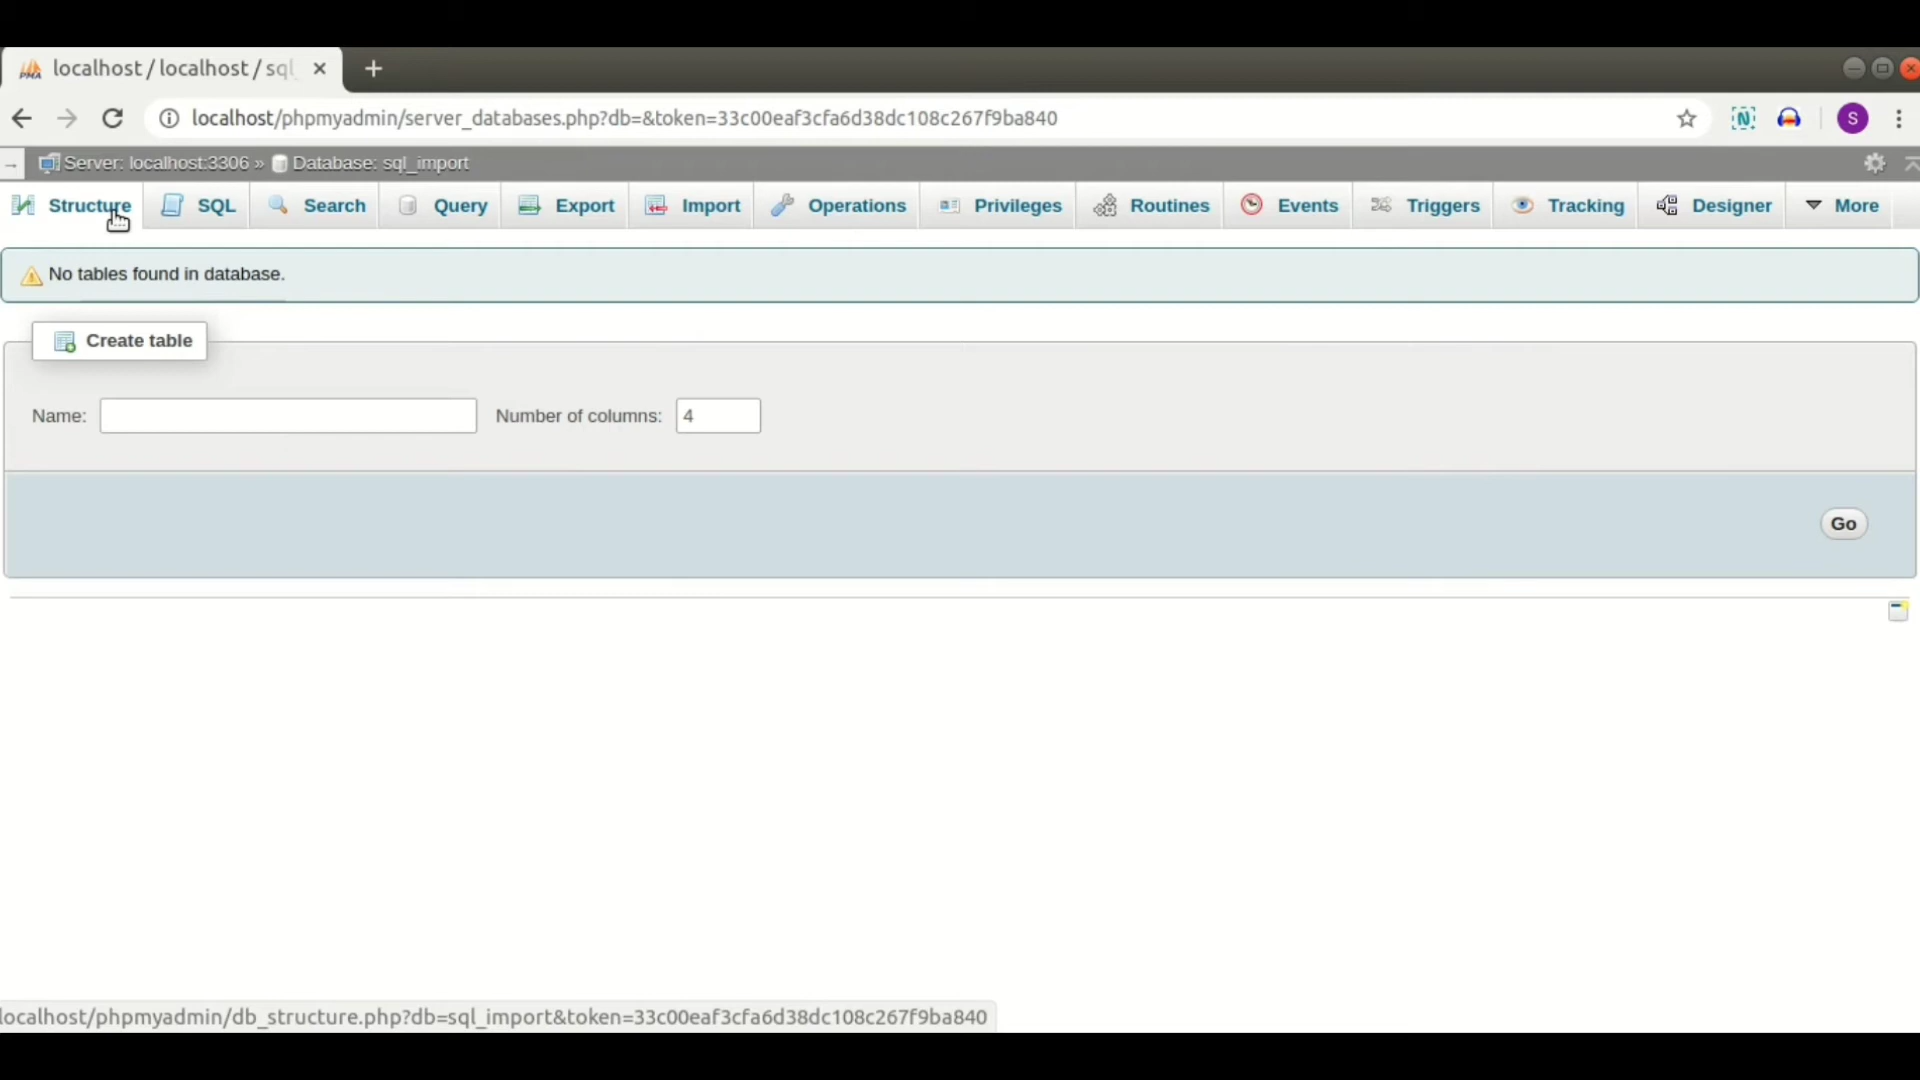 localhost / localhost / sql
localhost/phpmyadmin/server_databases.php?db=&token=33c00eaf3cfa6d38dc108c267f9ba840
S
Server: localhost:3306 » Database: sql_import
Structure SQL Search Query Export Import Operations Privileges Routines Events Triggers Tracking Designer More
No tables found in database.
Create table
Name: Number of columns: 4
Go
localhost/phpmyadmin/db_structure.php?db=sql_import&token=33c00eaf3cfa6d38dc108c267f9ba840